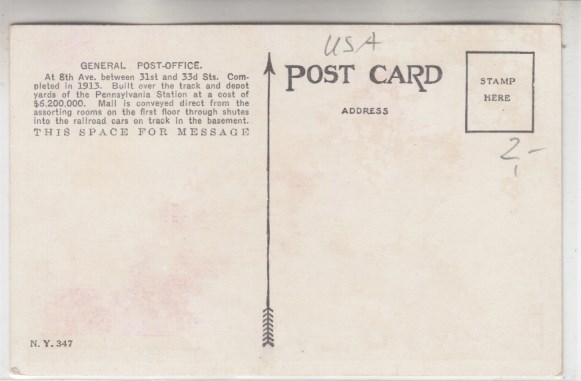 GENERAL POST-OFFICE.
At 8th Ave. between 31st and 33d Sts. Com-
pleted in 1913. Built over the track and depot
yards of the Pennsylvania Station at a cost of
$6,200,000. Mail is conveyed direct from the
assorting rooms on the first floor through shutes
into the railroad cars on track in the basement.
THIS SPACE FOR MESSAGE
N. Y. 347
USA
POST CARD
ADDRESS
STAMP
HERE
2-